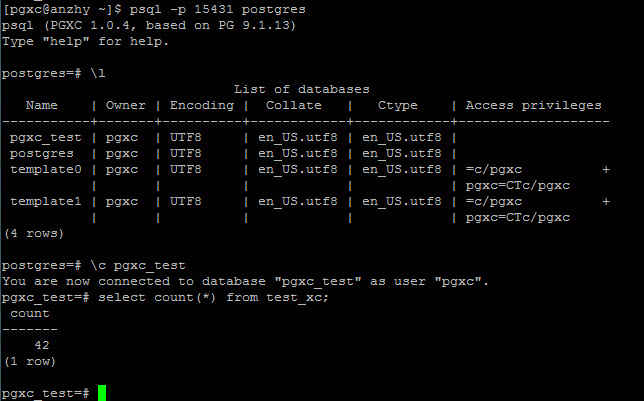 [pgxc@anzhy ~]$ psql -p 15431 postgres
psql (PGXC 1.0.4, based on PG 9.1.13)
Type "help" for help.
postgres=# \l
List of databases
Name | Owner | Encoding | Collate | Ctype | Access privileges
-----------+-------+----------+------------+------------+-------------------
pgxc_test | pgxc | UTF8 | en_US.utf8 | en_US.utf8 |
postgres | pgxc | UTF8 | en_US.utf8 | en_US.utf8 |
template0 | pgxc | UTF8 | en_US.utf8 | en_US.utf8 | =c/pgxc +
| | | | | pgxc=CTc/pgxc
template1 | pgxc | UTF8 | en_US.utf8 | en_US.utf8 | =c/pgxc +
| | | | | pgxc=CTc/pgxc
(4 rows)
postgres=# \c pgxc_test
You are now connected to database "pgxc_test" as user "pgxc".
pgxc_test=# select count(*) from test_xc;
count
-------
42
(1 row)
pgxc_test=#